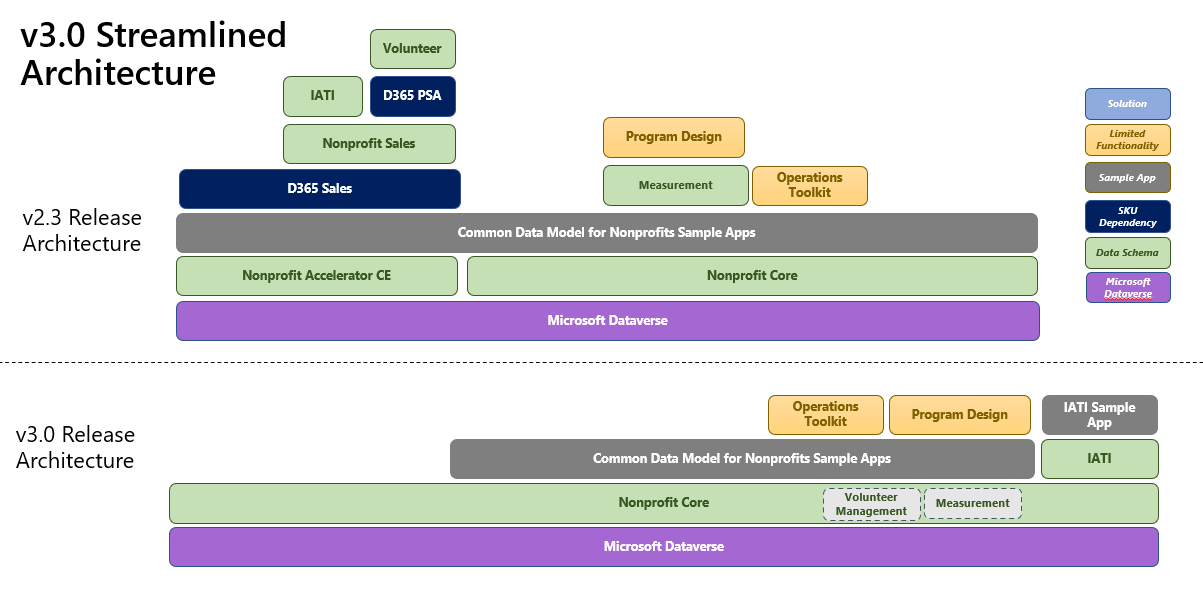 v3.0 Streamlined
Architecture
Volunteer
IATI
D365 PSA
Nonprofit Sales
D365 Sales
Program Design
Measurement
Operations
Toolkit
v2.3 Release
Architecture
Common Data Model for Nonprofits Sample Apps
Nonprofit Accelerator CE
Nonprofit Core
Microsoft Dataverse
Solution
Limited
Functionality
Sample App
SKU
Dependency
Data Schema
Microsoft
Dataverse
v3.0 Release
Architecture
Operations
Toolkit
Program Design
IATI Sample
App
Common Data Model for Nonprofits Sample Apps
IATI
Nonprofit Core
Volunteer
Management
Measurement
Microsoft Dataverse